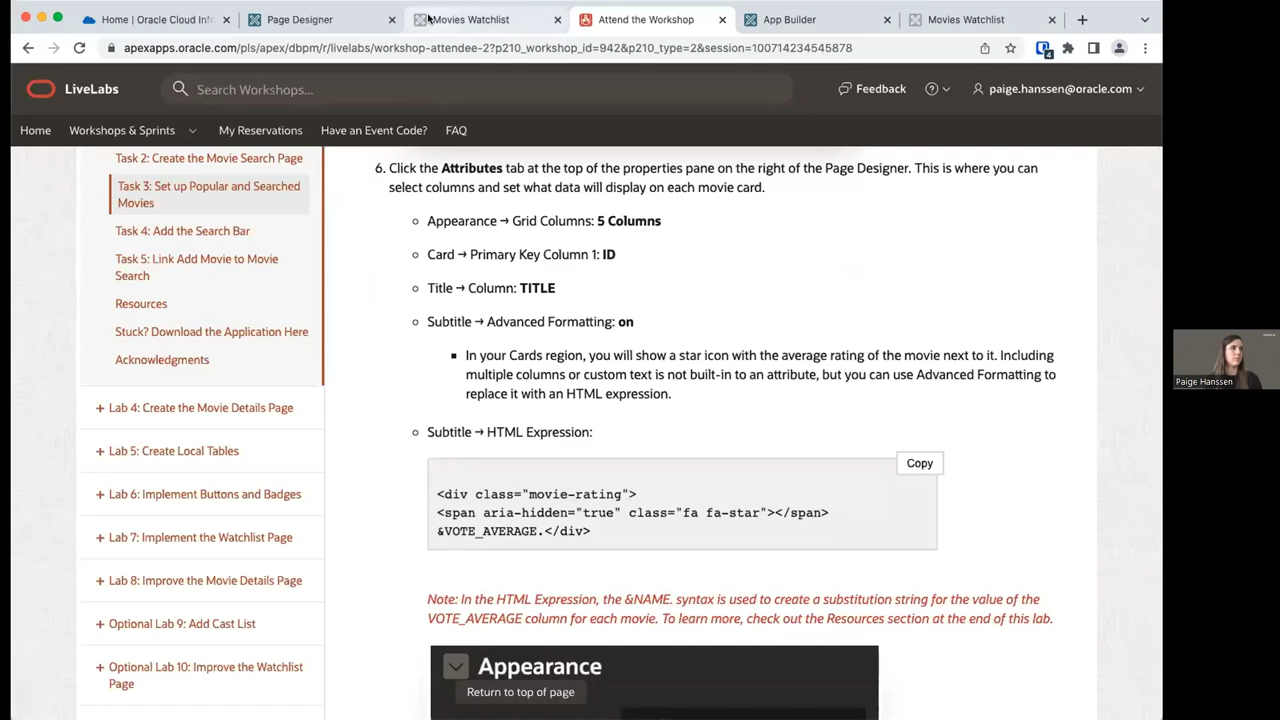 Home | Oracle Cloud Inf
Page Designer
Movies Watchlist
Attend the Workshop
App Builder
Movies Watchlist
apexapps.oracle.com/pls/apex/dbpm/r/livelabs/workshop-attendee-2?p210_workshop_id=942&p210_type=2&session=100714234545878
LiveLabs
Search Workshops...
Feedback
paige.hanssen@oracle.com
Home
Workshops & Sprints
My Reservations
Have an Event Code?
FAQ
Task 2: Create the Movie Search Page
Task 3: Set up Popular and Searched
Movies
Task 4: Add the Search Bar
Task 5: Link Add Movie to Movie
Search
Resources
Stuck? Download the Application Here
Acknowledgments
+ Lab 4: Create the Movie Details Page
+ Lab 5: Create Local Tables
+ Lab 6: Implement Buttons and Badges
+ Lab 7: Implement the Watchlist Page
+ Lab 8: Improve the Movie Details Page
+ Optional Lab 9: Add Cast List
+ Optional Lab 10: Improve the Watchlist
Page
6. Click the Attributes tab at the top of the properties pane on the right of the Page Designer. This is where you can
select columns and set what data will display on each movie card.
Appearance → Grid Columns: 5 Columns
Card → Primary Key Column 1: ID
Title → Column: TITLE
Subtitle → Advanced Formatting: on
In your Cards region, you will show a star icon with the average rating of the movie next to it. Including
multiple columns or custom text is not built-in to an attribute, but you can use Advanced Formatting to
replace it with an HTML expression.
Subtitle → HTML Expression:
Copy
<div class="movie-rating">
<span aria-hidden="true" class="fa fa-star"></span>
&VOTE_AVERAGE.</div>
Note: In the HTML Expression, the &NAME. syntax is used to create a substitution string for the value of the
VOTE_AVERAGE column for each movie. To learn more, check out the Resources section at the end of this lab.
Appearance
Return to top of page
Paige Hanssen